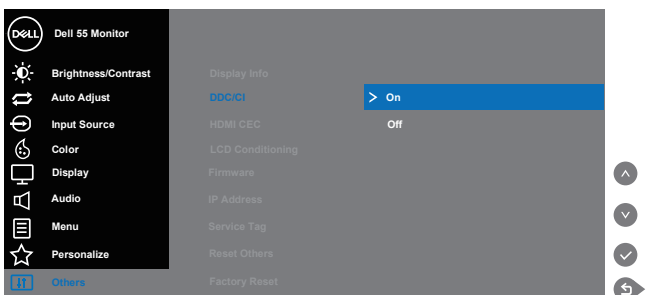 DELL
Dell 55 Monitor
Brightness/Contrast
Auto Adjust
Input Source
Color
Display
Audio
Menu
Personalize
Others
Display Info
DDC/CI
HDMI CEC
LCD Conditioning
Firmware
IP Address
Service Tag
Reset Others
Factory Reset
> On
Off